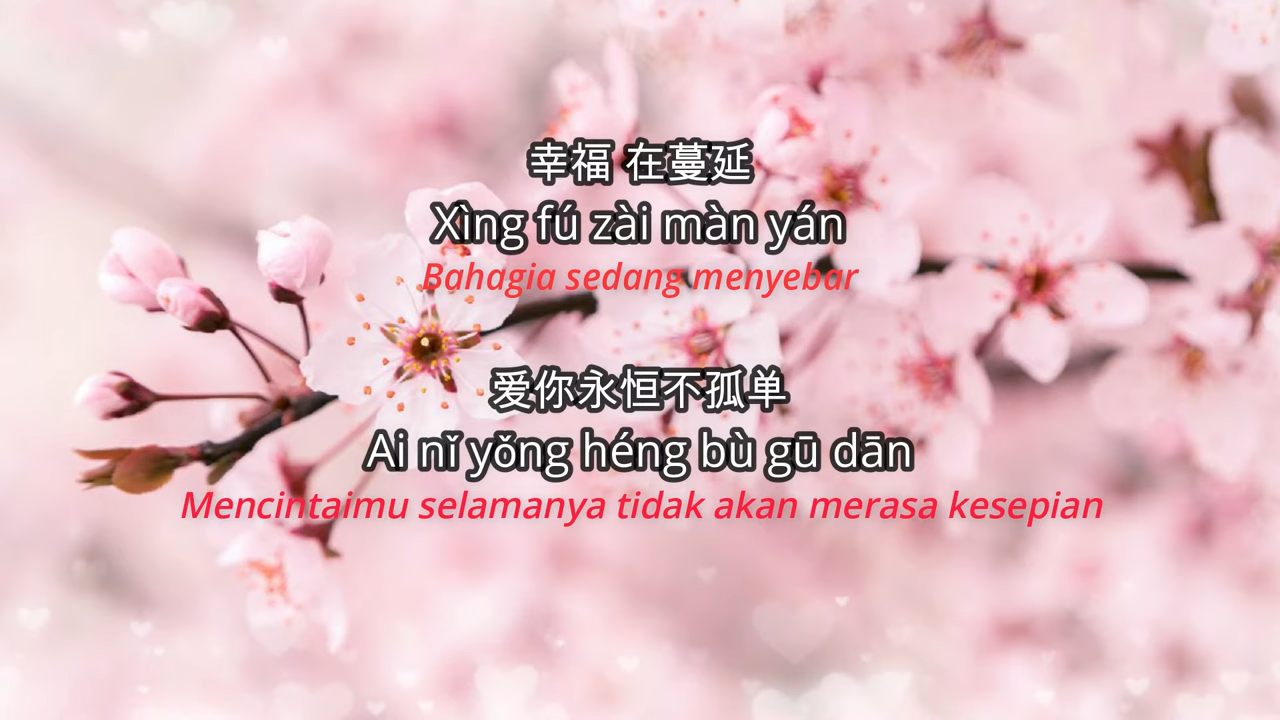 幸福 在蔓延
Xìng fú zài màn yán
Bahagia sedang menyebar
爱你永恒不孤单
Ai nǐ yǒng héng bù gū dān
Mencintaimu selamanya tidak akan merasa kesepian